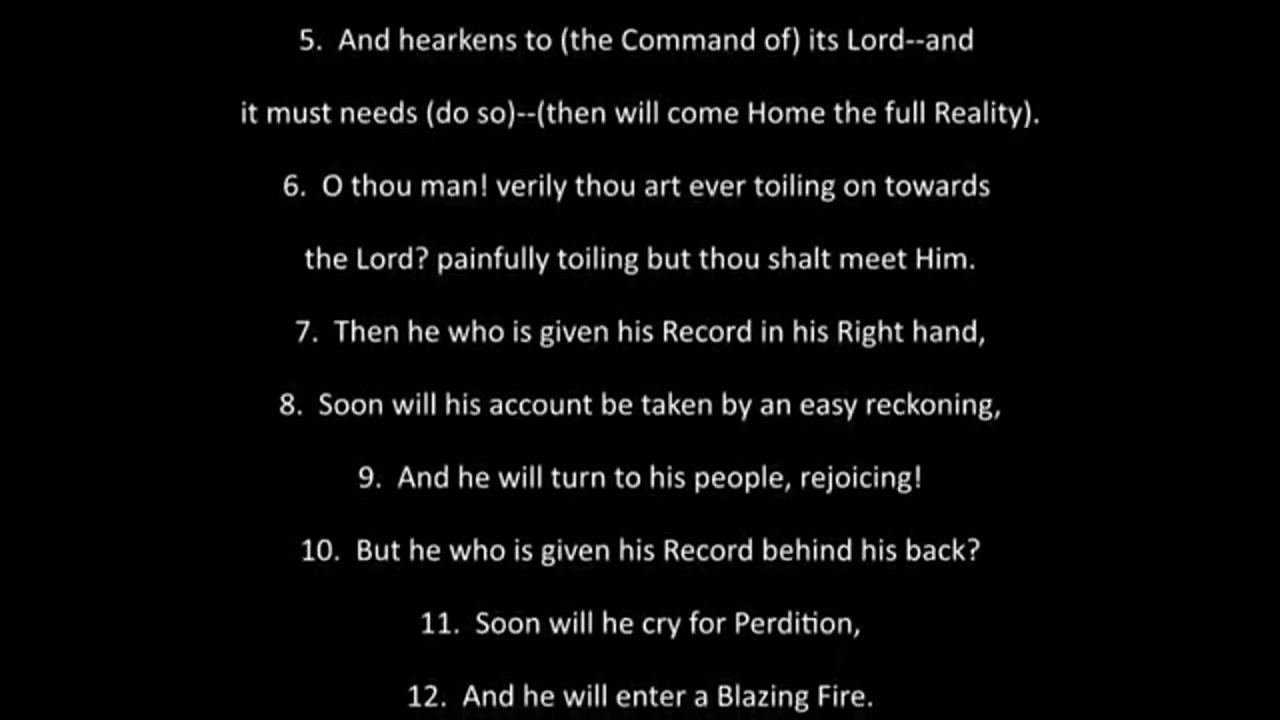 5. And hearkens to (the Command of) its Lord--and
it must needs (do so)--(then will come Home the full Reality).
6. O thou man! verily thou art ever toiling on towards
the Lord? painfully toiling but thou shalt meet Him.
7. Then he who is given his Record in his Right hand,
8. Soon will his account be taken by an easy reckoning,
9. And he will turn to his people, rejoicing!
10. But he who is given his Record behind his back?
11. Soon will he cry for Perdition,
12. And he will enter a Blazing Fire.